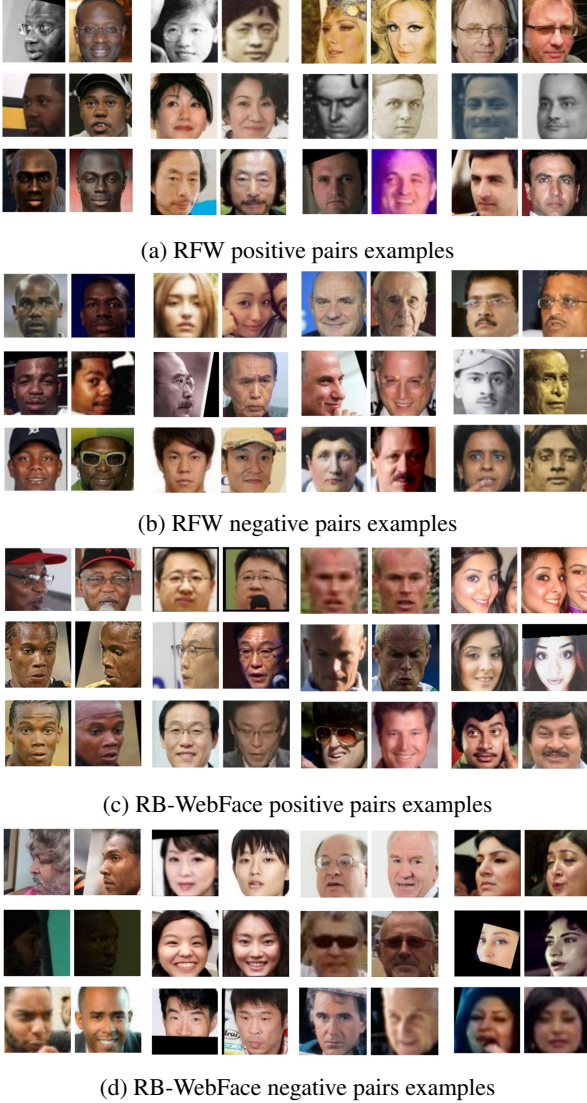 (a) RFW positive pairs examples
(b) RFW negative pairs examples
(c) RB-WebFace positive pairs examples
(d) RB-WebFace negative pairs examples